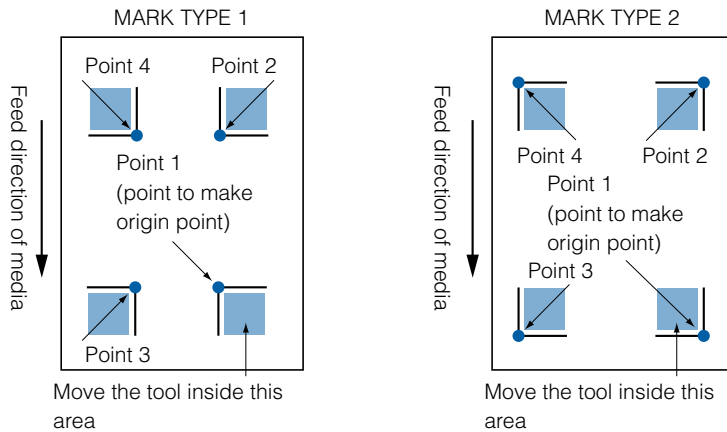 MARK TYPE 1
Feed direction of media
Point 4
Point 2
Point 1
(point to make
origin point)
Point 3
Move the tool inside this
area
MARK TYPE 2
Feed direction of media
Point 4
Point 2
Point 1
(point to make
origin point)
Point 3
Move the tool inside this
area